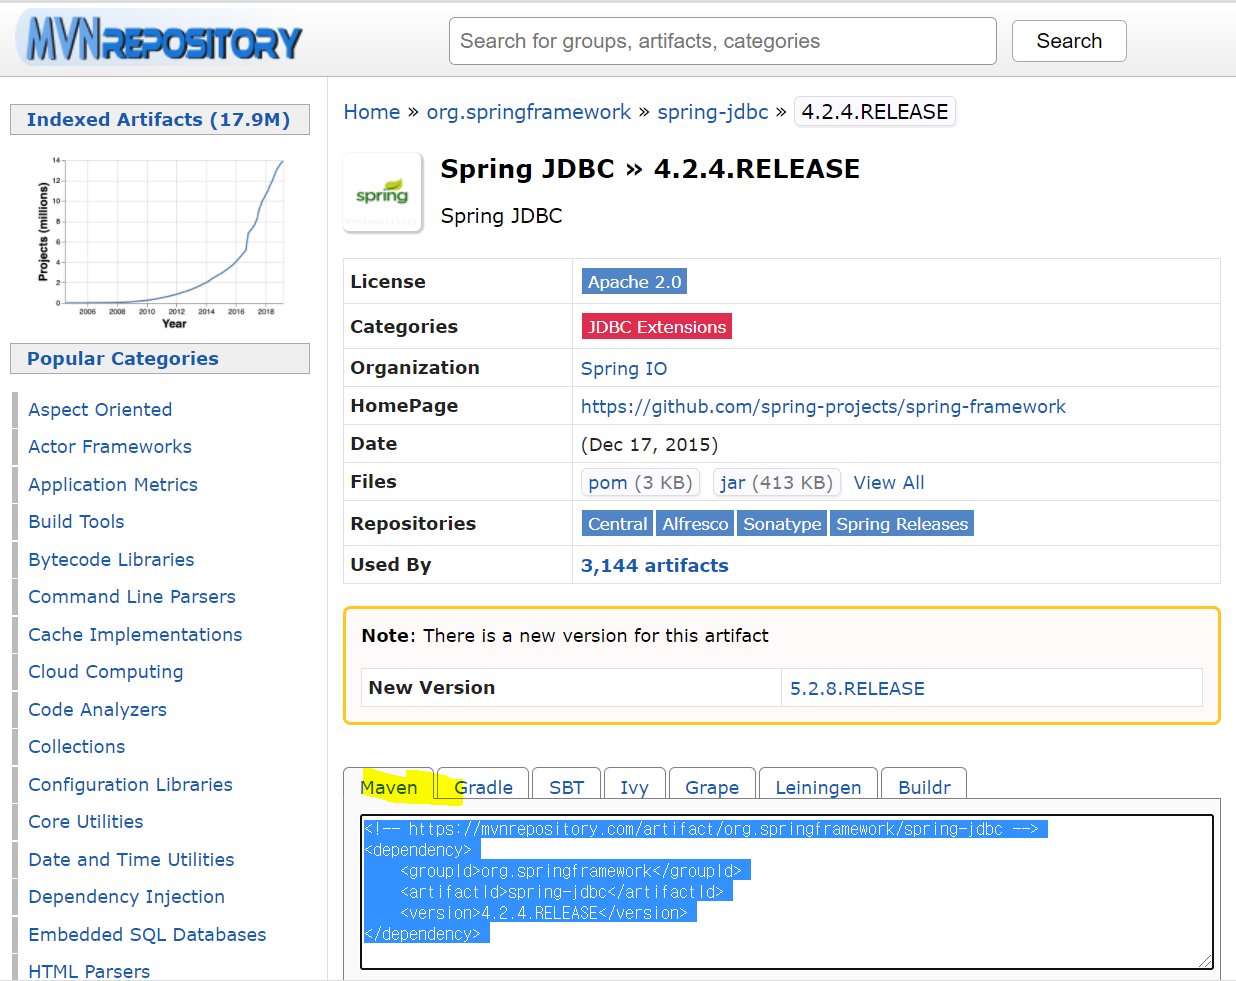 MVNREPOSITORY
Search for groups, artifacts, categories
Search
Indexed Artifacts (17.9M)
Projects (millions)
14
12
10
8
6
4
2
0
2006 2008 2010 2012 2014 2016 2018
Year
Popular Categories
Aspect Oriented
Actor Frameworks
Application Metrics
Build Tools
Bytecode Libraries
Command Line Parsers
Cache Implementations
Cloud Computing
Code Analyzers
Collections
Configuration Libraries
Core Utilities
Date and Time Utilities
Dependency Injection
Embedded SQL Databases
HTML Parsers
Home » org.springframework » spring-jdbc » 4.2.4.RELEASE
spring
mvnrepository
Spring JDBC » 4.2.4.RELEASE
Spring JDBC
License Apache 2.0
Categories JDBC Extensions
Organization Spring IO
HomePage https://github.com/spring-projects/spring-framework
Date (Dec 17, 2015)
Files pom (3 KB) jar (413 KB) View All
Repositories Central Alfresco Sonatype Spring Releases
Used By 3,144 artifacts
Note: There is a new version for this artifact
New Version 5.2.8.RELEASE
Maven Gradle SBT Ivy Grape Leiningen Buildr
<!-- https://mvnrepository.com/artifact/org.springframework/spring-jdbc -->
<dependency>
<groupId>org.springframework</groupId>
<artifactId>spring-jdbc</artifactId>
<version>4.2.4.RELEASE</version>
</dependency>